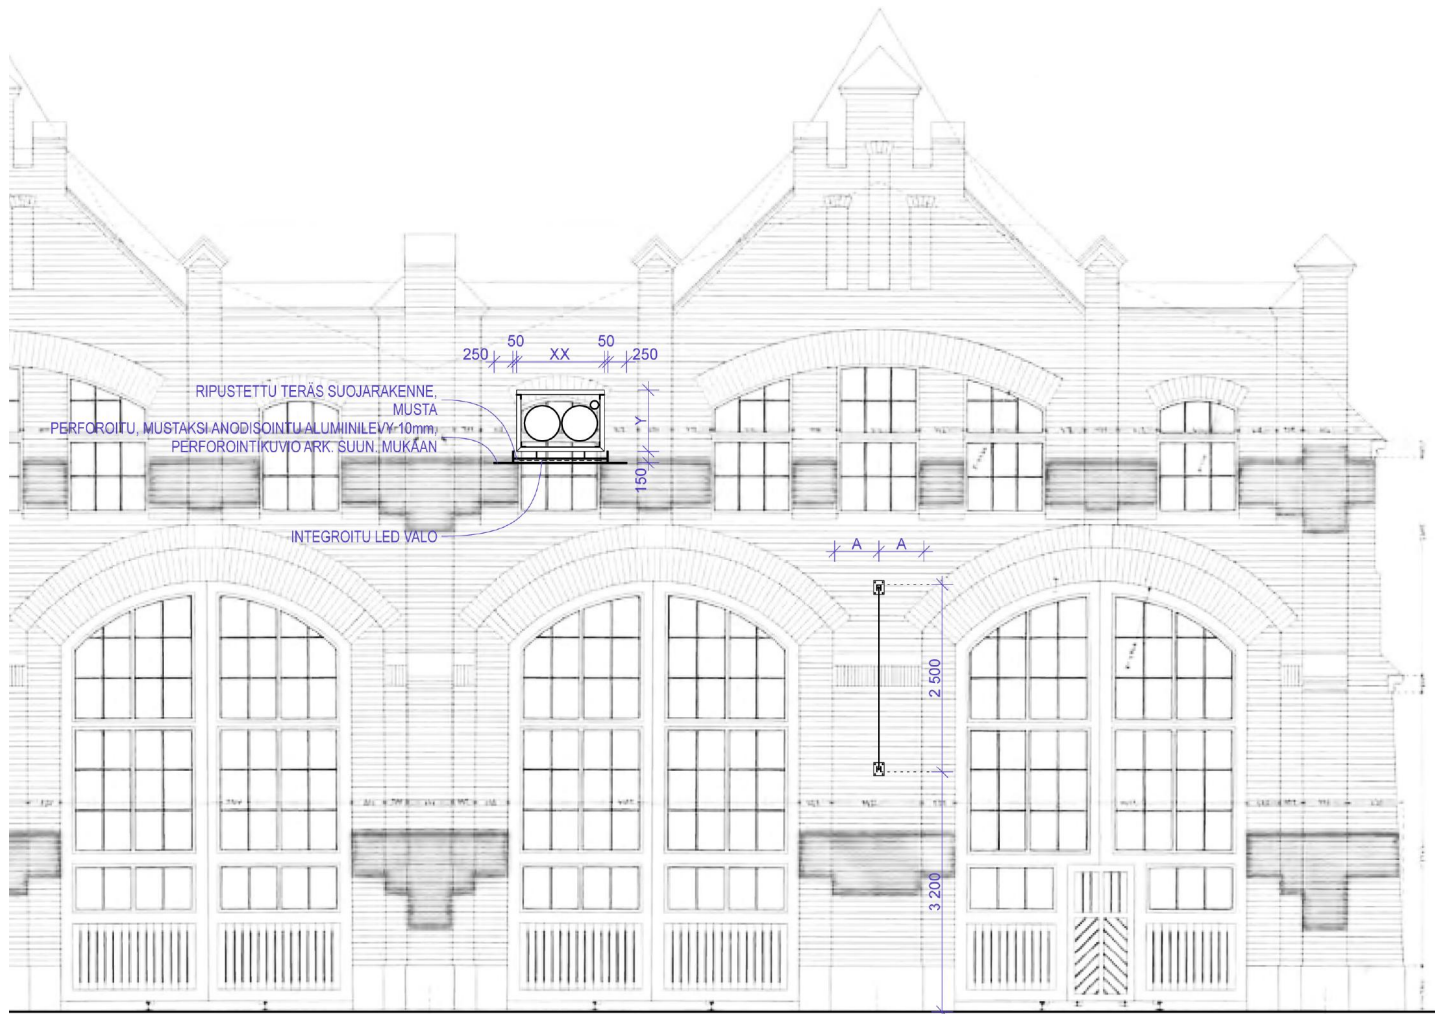 50
50
250
XX
250
RIPUSTETTU TERÄS SUOJARAKENNE,
MUSTA
PERFOROITU, MUSTAKSI ANODISOINTU ALUMIINILEVY 10mm,
PERFOROINTIKUVIO ARK. SUUN. MUKAAN
Y
150
INTEGROITU LED VALO
A
A
2 500
3 200